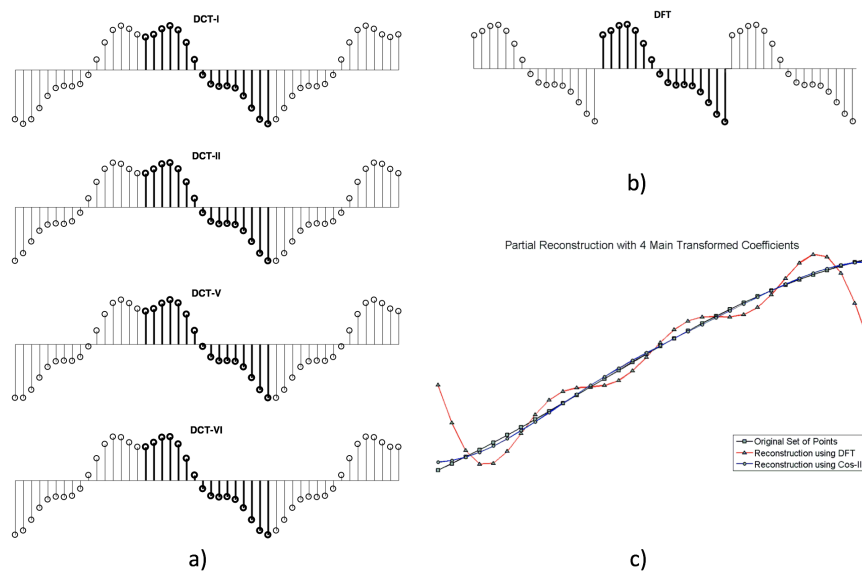 DCT-I
DFT
DCT-II
b)
DCT-V
Partial Reconstruction with 4 Main Transformed Coefficients
DCT-VI
Original Set of Points
Reconstruction using DFT
Reconstruction using Cos-II
a)
c)